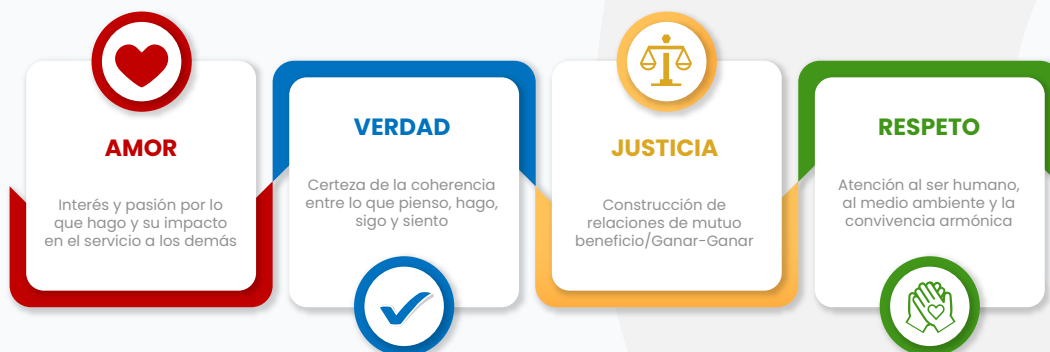 AMOR
Interés y pasión por lo
que hago y su impacto
en el servicio a los demás
VERDAD
Certeza de la coherencia
entre lo que pienso, hago,
sigo y siento
JUSTICIA
Construcción de
relaciones de mutuo
beneficio/Ganar-Ganar
RESPETO
Atención al ser humano,
al medio ambiente y la
convivencia armónica